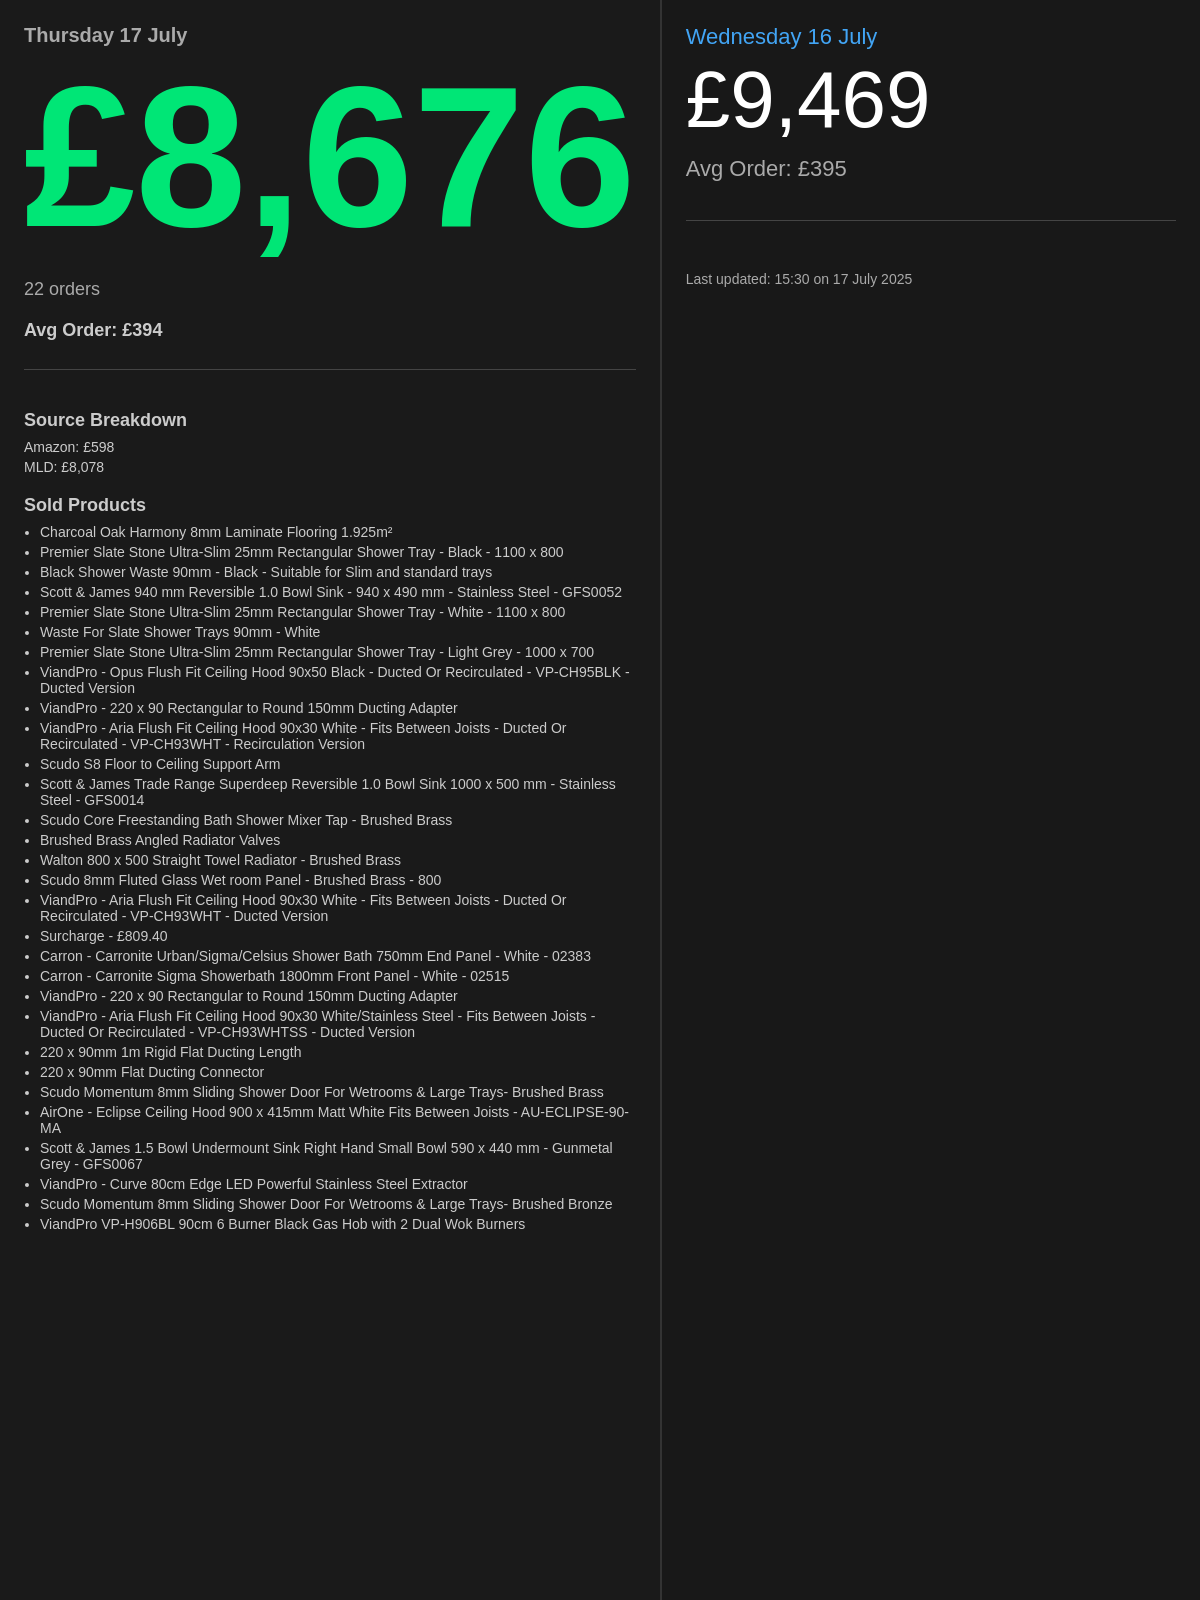 Thursday 17 July
£8,676
22 orders
Avg Order: £394
Source Breakdown
Amazon: £598
MLD: £8,078
Sold Products
• Charcoal Oak Harmony 8mm Laminate Flooring 1.925m²
• Premier Slate Stone Ultra-Slim 25mm Rectangular Shower Tray - Black - 1100 x 800
• Black Shower Waste 90mm - Black - Suitable for Slim and standard trays
• Scott & James 940 mm Reversible 1.0 Bowl Sink - 940 x 490 mm - Stainless Steel - GFS0052
• Premier Slate Stone Ultra-Slim 25mm Rectangular Shower Tray - White - 1100 x 800
• Waste For Slate Shower Trays 90mm - White
• Premier Slate Stone Ultra-Slim 25mm Rectangular Shower Tray - Light Grey - 1000 x 700
• ViandPro - Opus Flush Fit Ceiling Hood 90x50 Black - Ducted Or Recirculated - VP-CH95BLK -
Ducted Version
• ViandPro - 220 x 90 Rectangular to Round 150mm Ducting Adapter
• ViandPro - Aria Flush Fit Ceiling Hood 90x30 White - Fits Between Joists - Ducted Or
Recirculated - VP-CH93WHT - Recirculation Version
• Scudo S8 Floor to Ceiling Support Arm
• Scott & James Trade Range Superdeep Reversible 1.0 Bowl Sink 1000 x 500 mm - Stainless
Steel - GFS0014
• Scudo Core Freestanding Bath Shower Mixer Tap - Brushed Brass
• Brushed Brass Angled Radiator Valves
• Walton 800 x 500 Straight Towel Radiator - Brushed Brass
• Scudo 8mm Fluted Glass Wet room Panel - Brushed Brass - 800
• ViandPro - Aria Flush Fit Ceiling Hood 90x30 White - Fits Between Joists - Ducted Or
Recirculated - VP-CH93WHT - Ducted Version
• Surcharge - £809.40
• Carron - Carronite Urban/Sigma/Celsius Shower Bath 750mm End Panel - White - 02383
• Carron - Carronite Sigma Showerbath 1800mm Front Panel - White - 02515
• ViandPro - 220 x 90 Rectangular to Round 150mm Ducting Adapter
• ViandPro - Aria Flush Fit Ceiling Hood 90x30 White/Stainless Steel - Fits Between Joists -
Ducted Or Recirculated - VP-CH93WHTSS - Ducted Version
• 220 x 90mm 1m Rigid Flat Ducting Length
• 220 x 90mm Flat Ducting Connector
• Scudo Momentum 8mm Sliding Shower Door For Wetrooms & Large Trays- Brushed Brass
• AirOne - Eclipse Ceiling Hood 900 x 415mm Matt White Fits Between Joists - AU-ECLIPSE-90-
MA
• Scott & James 1.5 Bowl Undermount Sink Right Hand Small Bowl 590 x 440 mm - Gunmetal
Grey - GFS0067
• ViandPro - Curve 80cm Edge LED Powerful Stainless Steel Extractor
• Scudo Momentum 8mm Sliding Shower Door For Wetrooms & Large Trays- Brushed Bronze
• ViandPro VP-H906BL 90cm 6 Burner Black Gas Hob with 2 Dual Wok Burners
Wednesday 16 July
£9,469
Avg Order: £395
Last updated: 15:30 on 17 July 2025